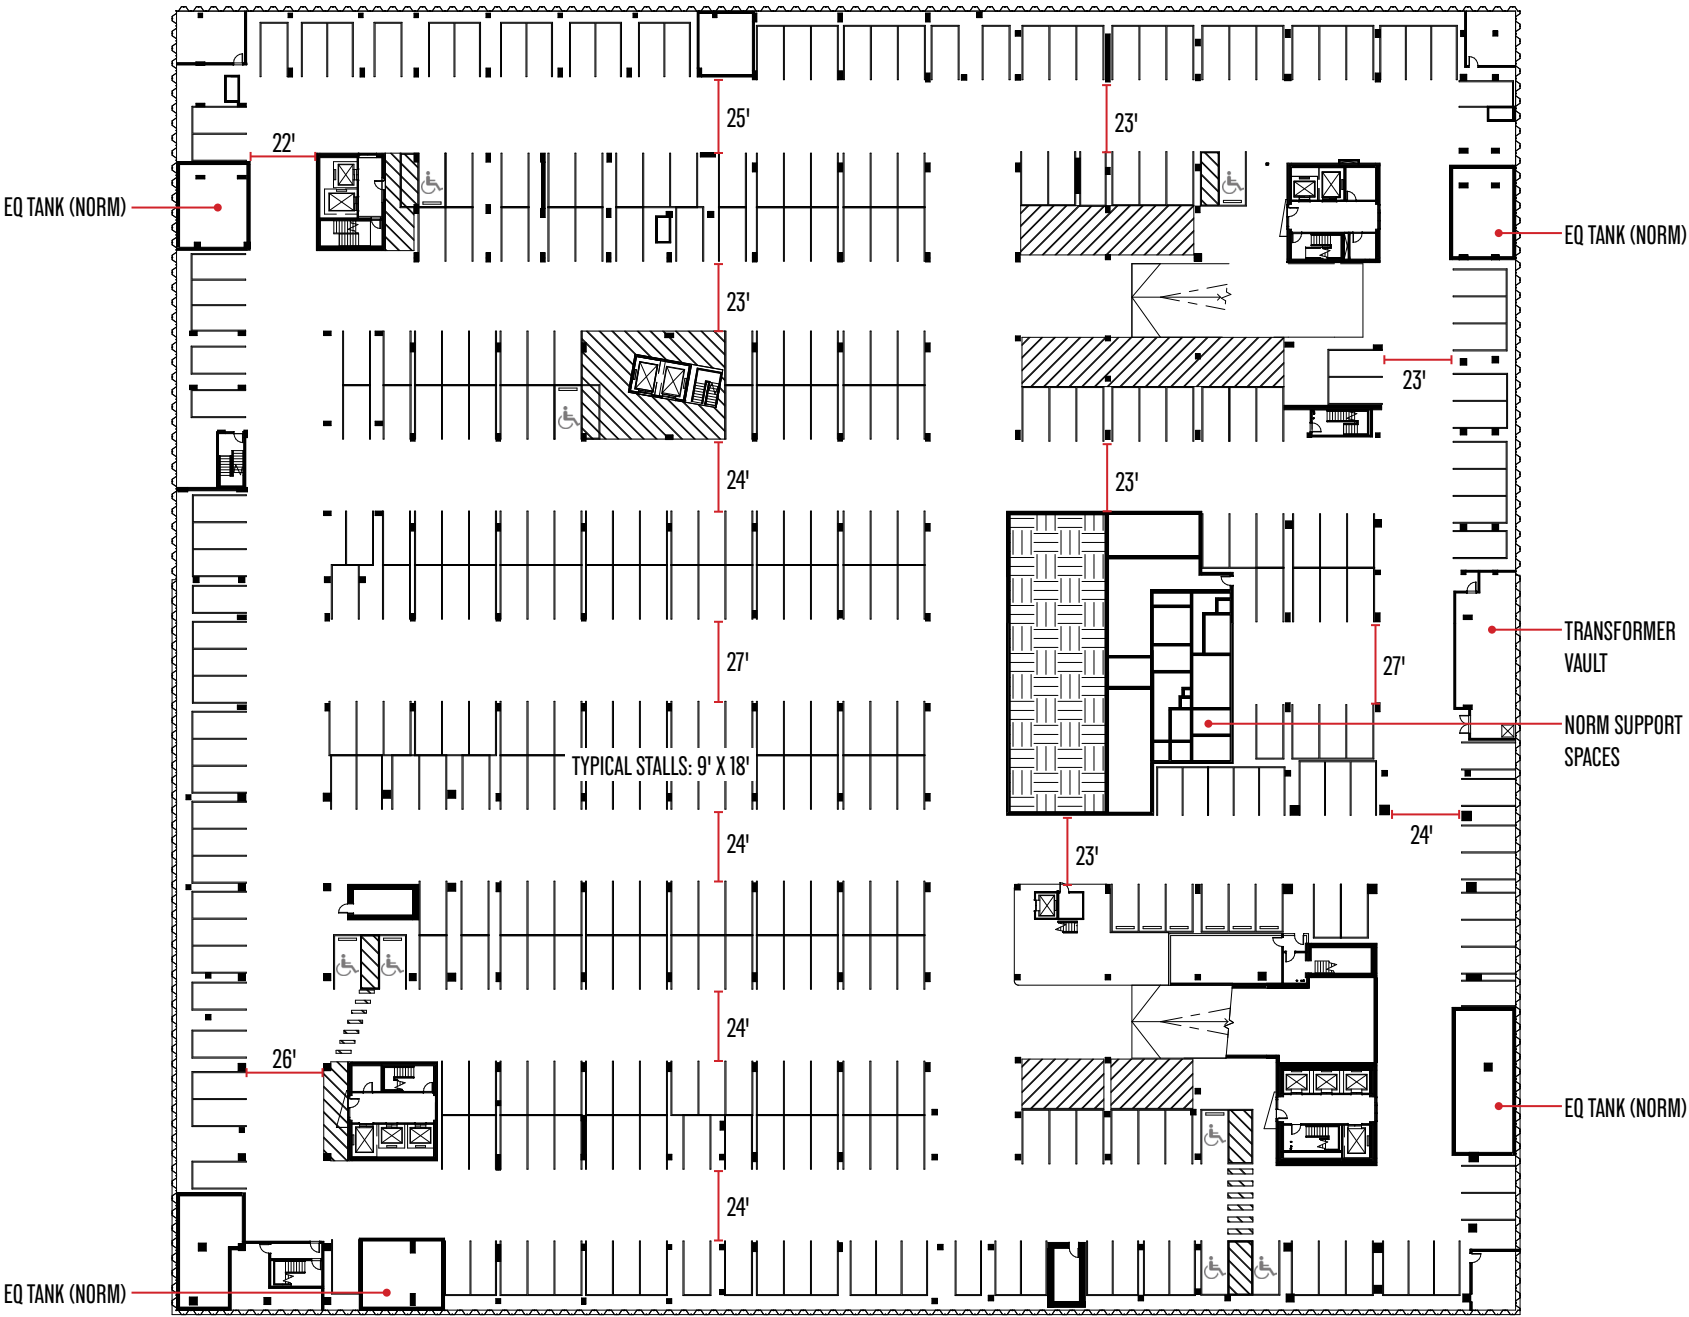 25'
23'
22'
EQ TANK (NORM)
EQ TANK (NORM)
23'
23'
24'
23'
27'
27'
TRANSFORMER
VAULT
NORM SUPPORT
SPACES
TYPICAL STALLS: 9' X 18'
24'
24'
23'
24'
26'
EQ TANK (NORM)
24'
EQ TANK (NORM)